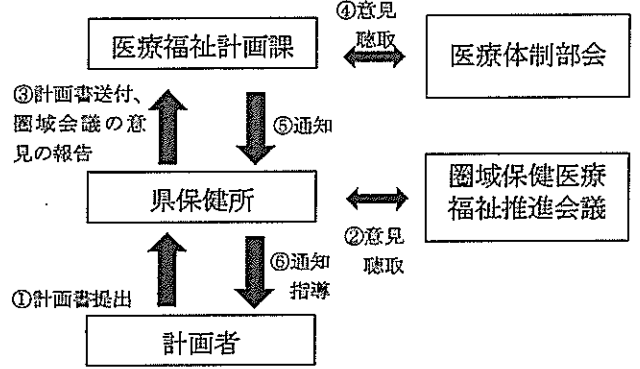 ④意見
聴取
医療福祉計画課
医療体制部会
③計画書送付、
圏域会議の意
見の報告
⑤通知
県保健所
圏域保健医療
福祉推進会議
②意見
聴取
①計画書提出
⑥通知
指導
計画者